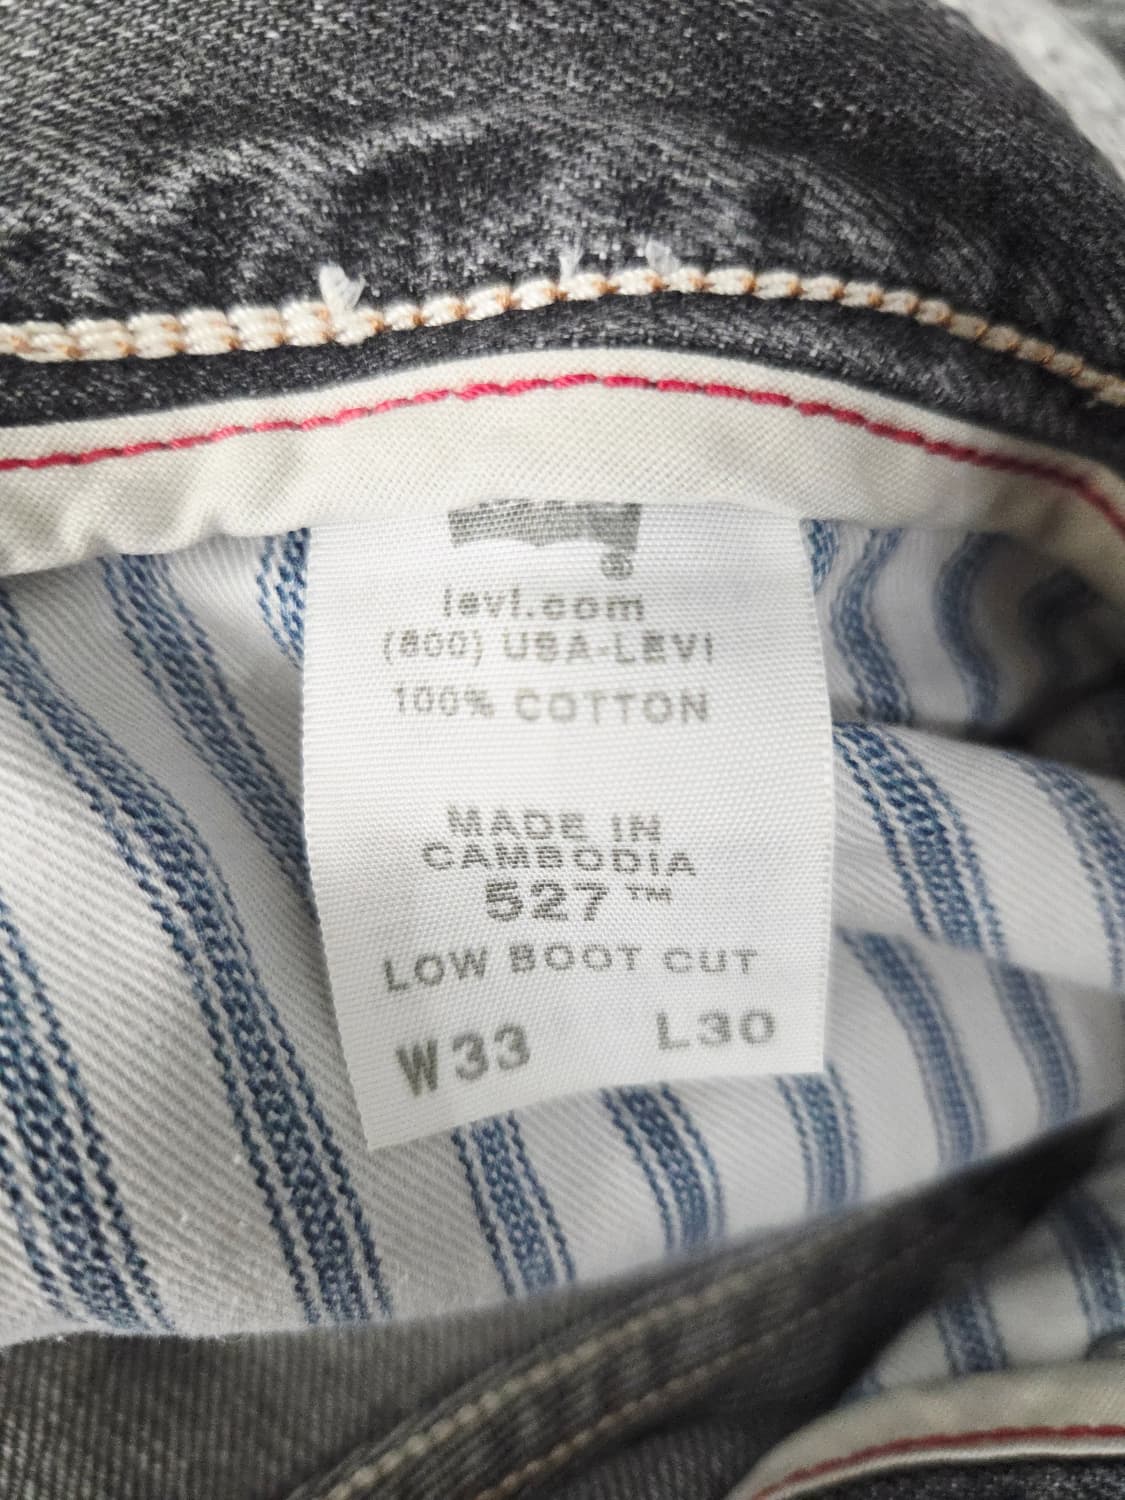 ®
levi.com
(800) USA-LEVI
100% COTTON
MADE IN
CAMBODIA
527™
LOW BOOT CUT
W33 L30